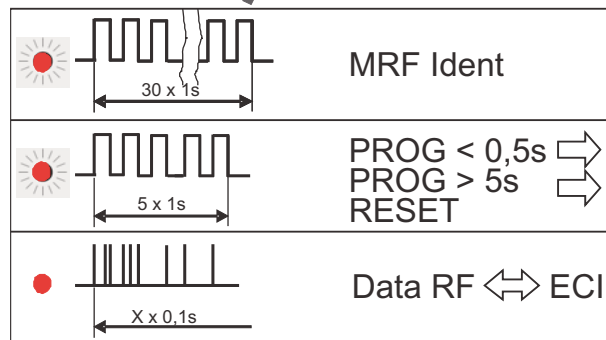 30 x 1s
MRF Ident
5 x 1s
PROG < 0,5s
PROG > 5s
RESET
X x 0,1s
Data RF ⇔ ECI